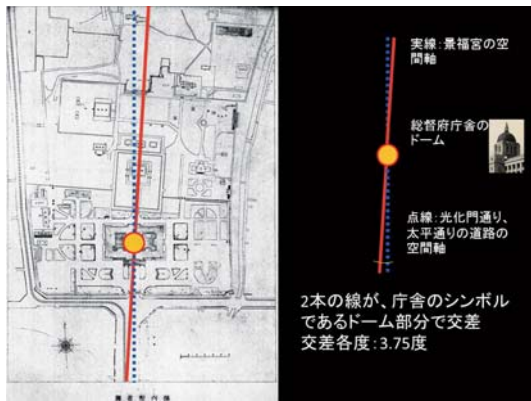 実線：景福宮の空
間軸
総督府庁舎の
ドーム
点線：光化門通り、
太平通りの道路の
空間軸
2本の線が、庁舎のシンボル
であるドーム部分で交差
交差各度：3.75度